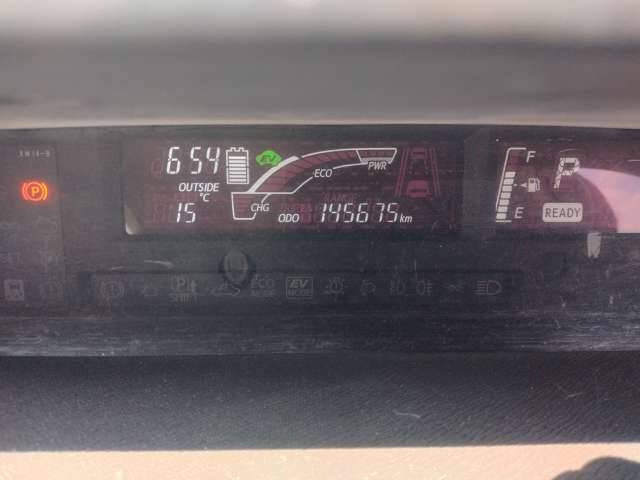 6:54
OUTSIDE
°C
15
ECO
PWR
CHG
ODO 145675 km
F
E
P
READY
(P)
ECO
MODE
EV
MODE